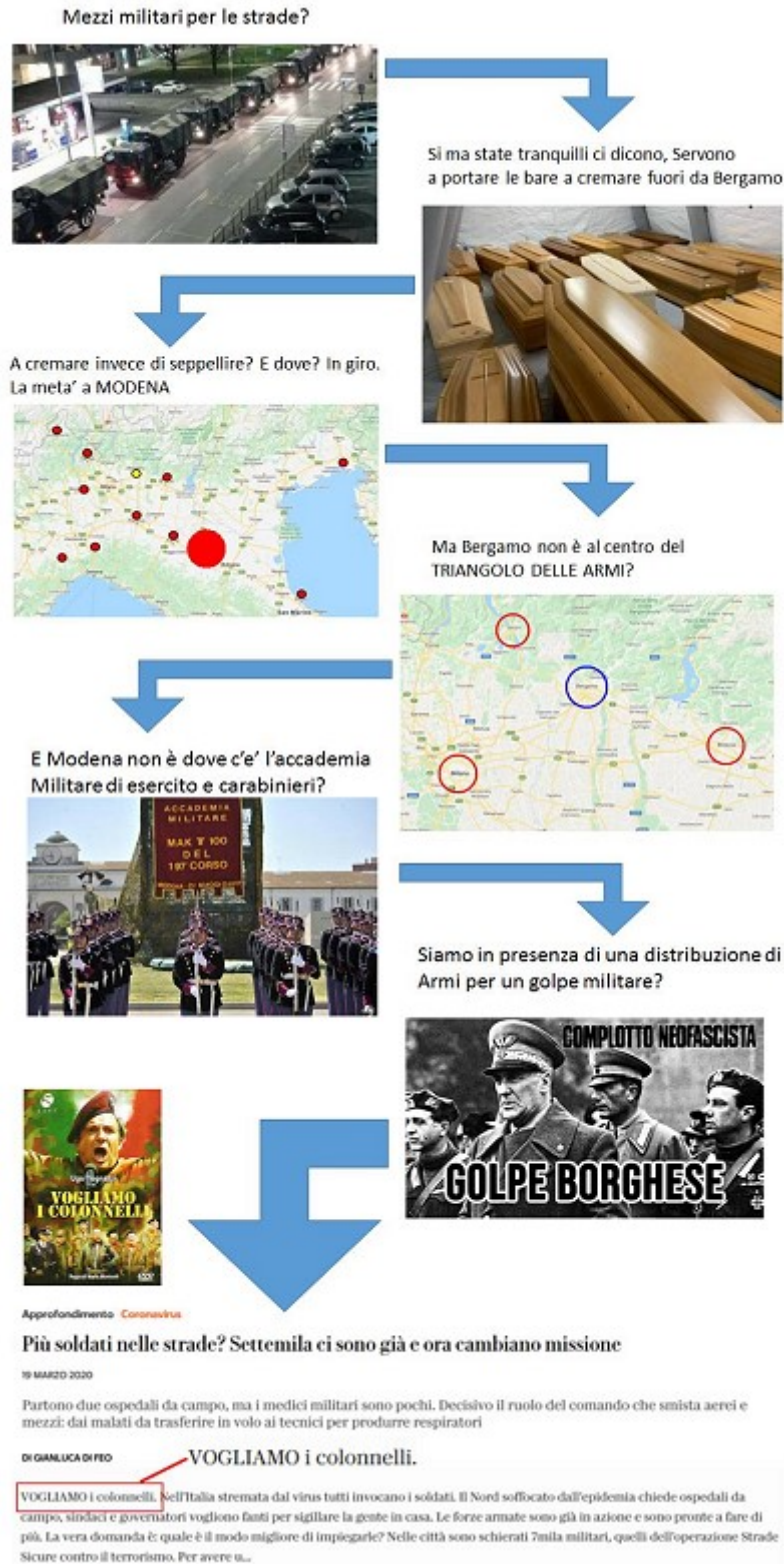 Mezzi militari per le strade?
Si ma state tranquilli ci dicono, Servono
a portare le bare a cremare fuori da Bergamo
A cremare invece di seppellire? E dove? In giro.
La meta' a MODENA
Ma Bergamo non è al centro del
TRIANGOLO DELLE ARMI?
Bergamo
Milano
Brescia
E Modena non è dove c'e' l'accademia
Militare di esercito e carabinieri?
ACCADEMIA
MILITARE
MAK P 100
DEL
197° CORSO
Siamo in presenza di una distribuzione di
Armi per un golpe militare?
COMPLOTTO NEOFASCISTA
GOLPE BORGHESE
VOGLIAMO
I COLONNELLI
Approfondimento Coronavirus
Più soldati nelle strade? Settemila ci sono già e ora cambiano missione
19 MARZO 2020
Partono due ospedali da campo, ma i medici militari sono pochi. Decisivo il ruolo del comando che smista aerei e
mezzi: dai malati da trasferire in volo ai tecnici per produrre respiratori
DI GIANLUCA DI FEO
VOGLIAMO i colonnelli.
VOGLIAMO i colonnelli. Nell'Italia stremata dal virus tutti invocano i soldati. Il Nord soffocato dall'epidemia chiede ospedali da
campo, sindaci e governatori vogliono fanti per sigillare la gente in casa. Le forze armate sono già in azione e sono pronte a fare di
più. La vera domanda è: quale è il modo migliore di impiegarle? Nelle città sono schierati 7mila militari, quelli dell'operazione Strade
Sicure contro il terrorismo. Per avere u...